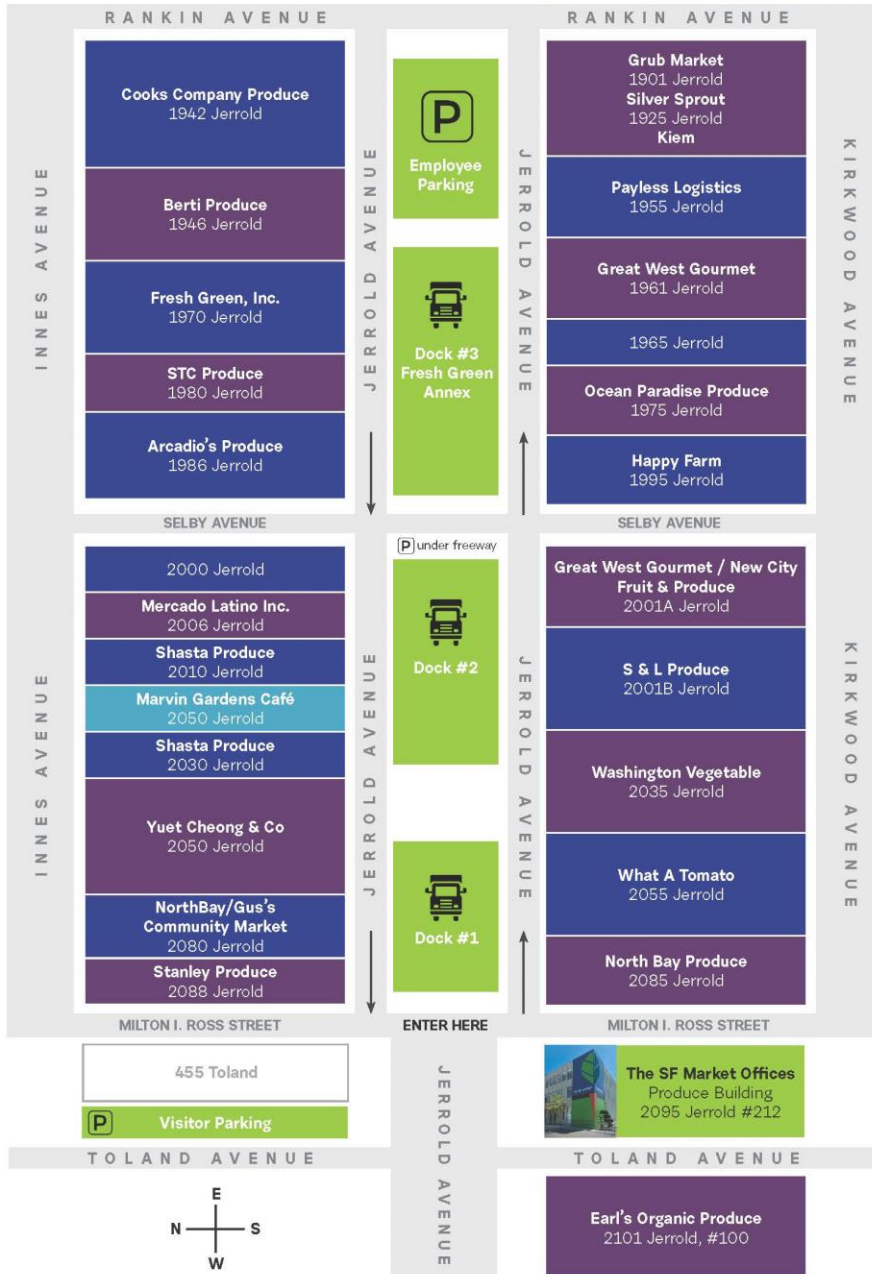 RANKIN AVENUE
RANKIN AVENUE
INNES AVENUE
Cooks Company Produce
1942 Jerrold
Berti Produce
1946 Jerrold
Fresh Green, Inc.
1970 Jerrold
STC Produce
1980 Jerrold
Arcadio's Produce
1986 Jerrold
JERROLD AVENUE
P
Employee
Parking
Dock #3
Fresh Green
Annex
JERROLD AVENUE
Grub Market
1901 Jerrold
Silver Sprout
1925 Jerrold
Kiem
Payless Logistics
1955 Jerrold
Great West Gourmet
1961 Jerrold
1965 Jerrold
Ocean Paradise Produce
1975 Jerrold
Happy Farm
1995 Jerrold
KIRKWOOD AVENUE
SELBY AVENUE
SELBY AVENUE
INNES AVENUE
2000 Jerrold
Mercado Latino Inc.
2006 Jerrold
Shasta Produce
2010 Jerrold
Marvin Gardens Café
2050 Jerrold
Shasta Produce
2030 Jerrold
Yuet Cheong & Co
2050 Jerrold
NorthBay/Gus's
Community Market
2080 Jerrold
Stanley Produce
2088 Jerrold
JERROLD AVENUE
P under freeway
Dock #2
Dock #1
JERROLD AVENUE
Great West Gourmet / New City
Fruit & Produce
2001A Jerrold
S & L Produce
2001B Jerrold
Washington Vegetable
2035 Jerrold
What A Tomato
2055 Jerrold
North Bay Produce
2085 Jerrold
KIRKWOOD AVENUE
MILTON I. ROSS STREET
ENTER HERE
MILTON I. ROSS STREET
455 Toland
P Visitor Parking
JERROLD AVENUE
The SF Market Offices
Produce Building
2095 Jerrold #212
TOLAND AVENUE
TOLAND AVENUE
E
N S
W
Earl's Organic Produce
2101 Jerrold, #100